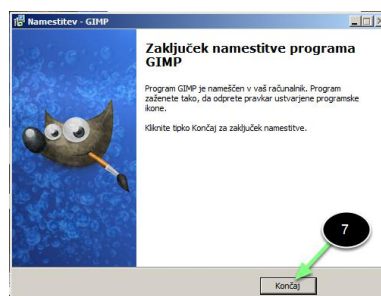 Namestitev - GIMP
Zaključek namestitve programa
GIMP
Program GIMP je nameščen v vaš računalnik. Program
zaženete tako, da odprete pravkar ustvarjene programske
ikone.
Kliknite tipko Končaj za zaključek namestitve.
7
Končaj